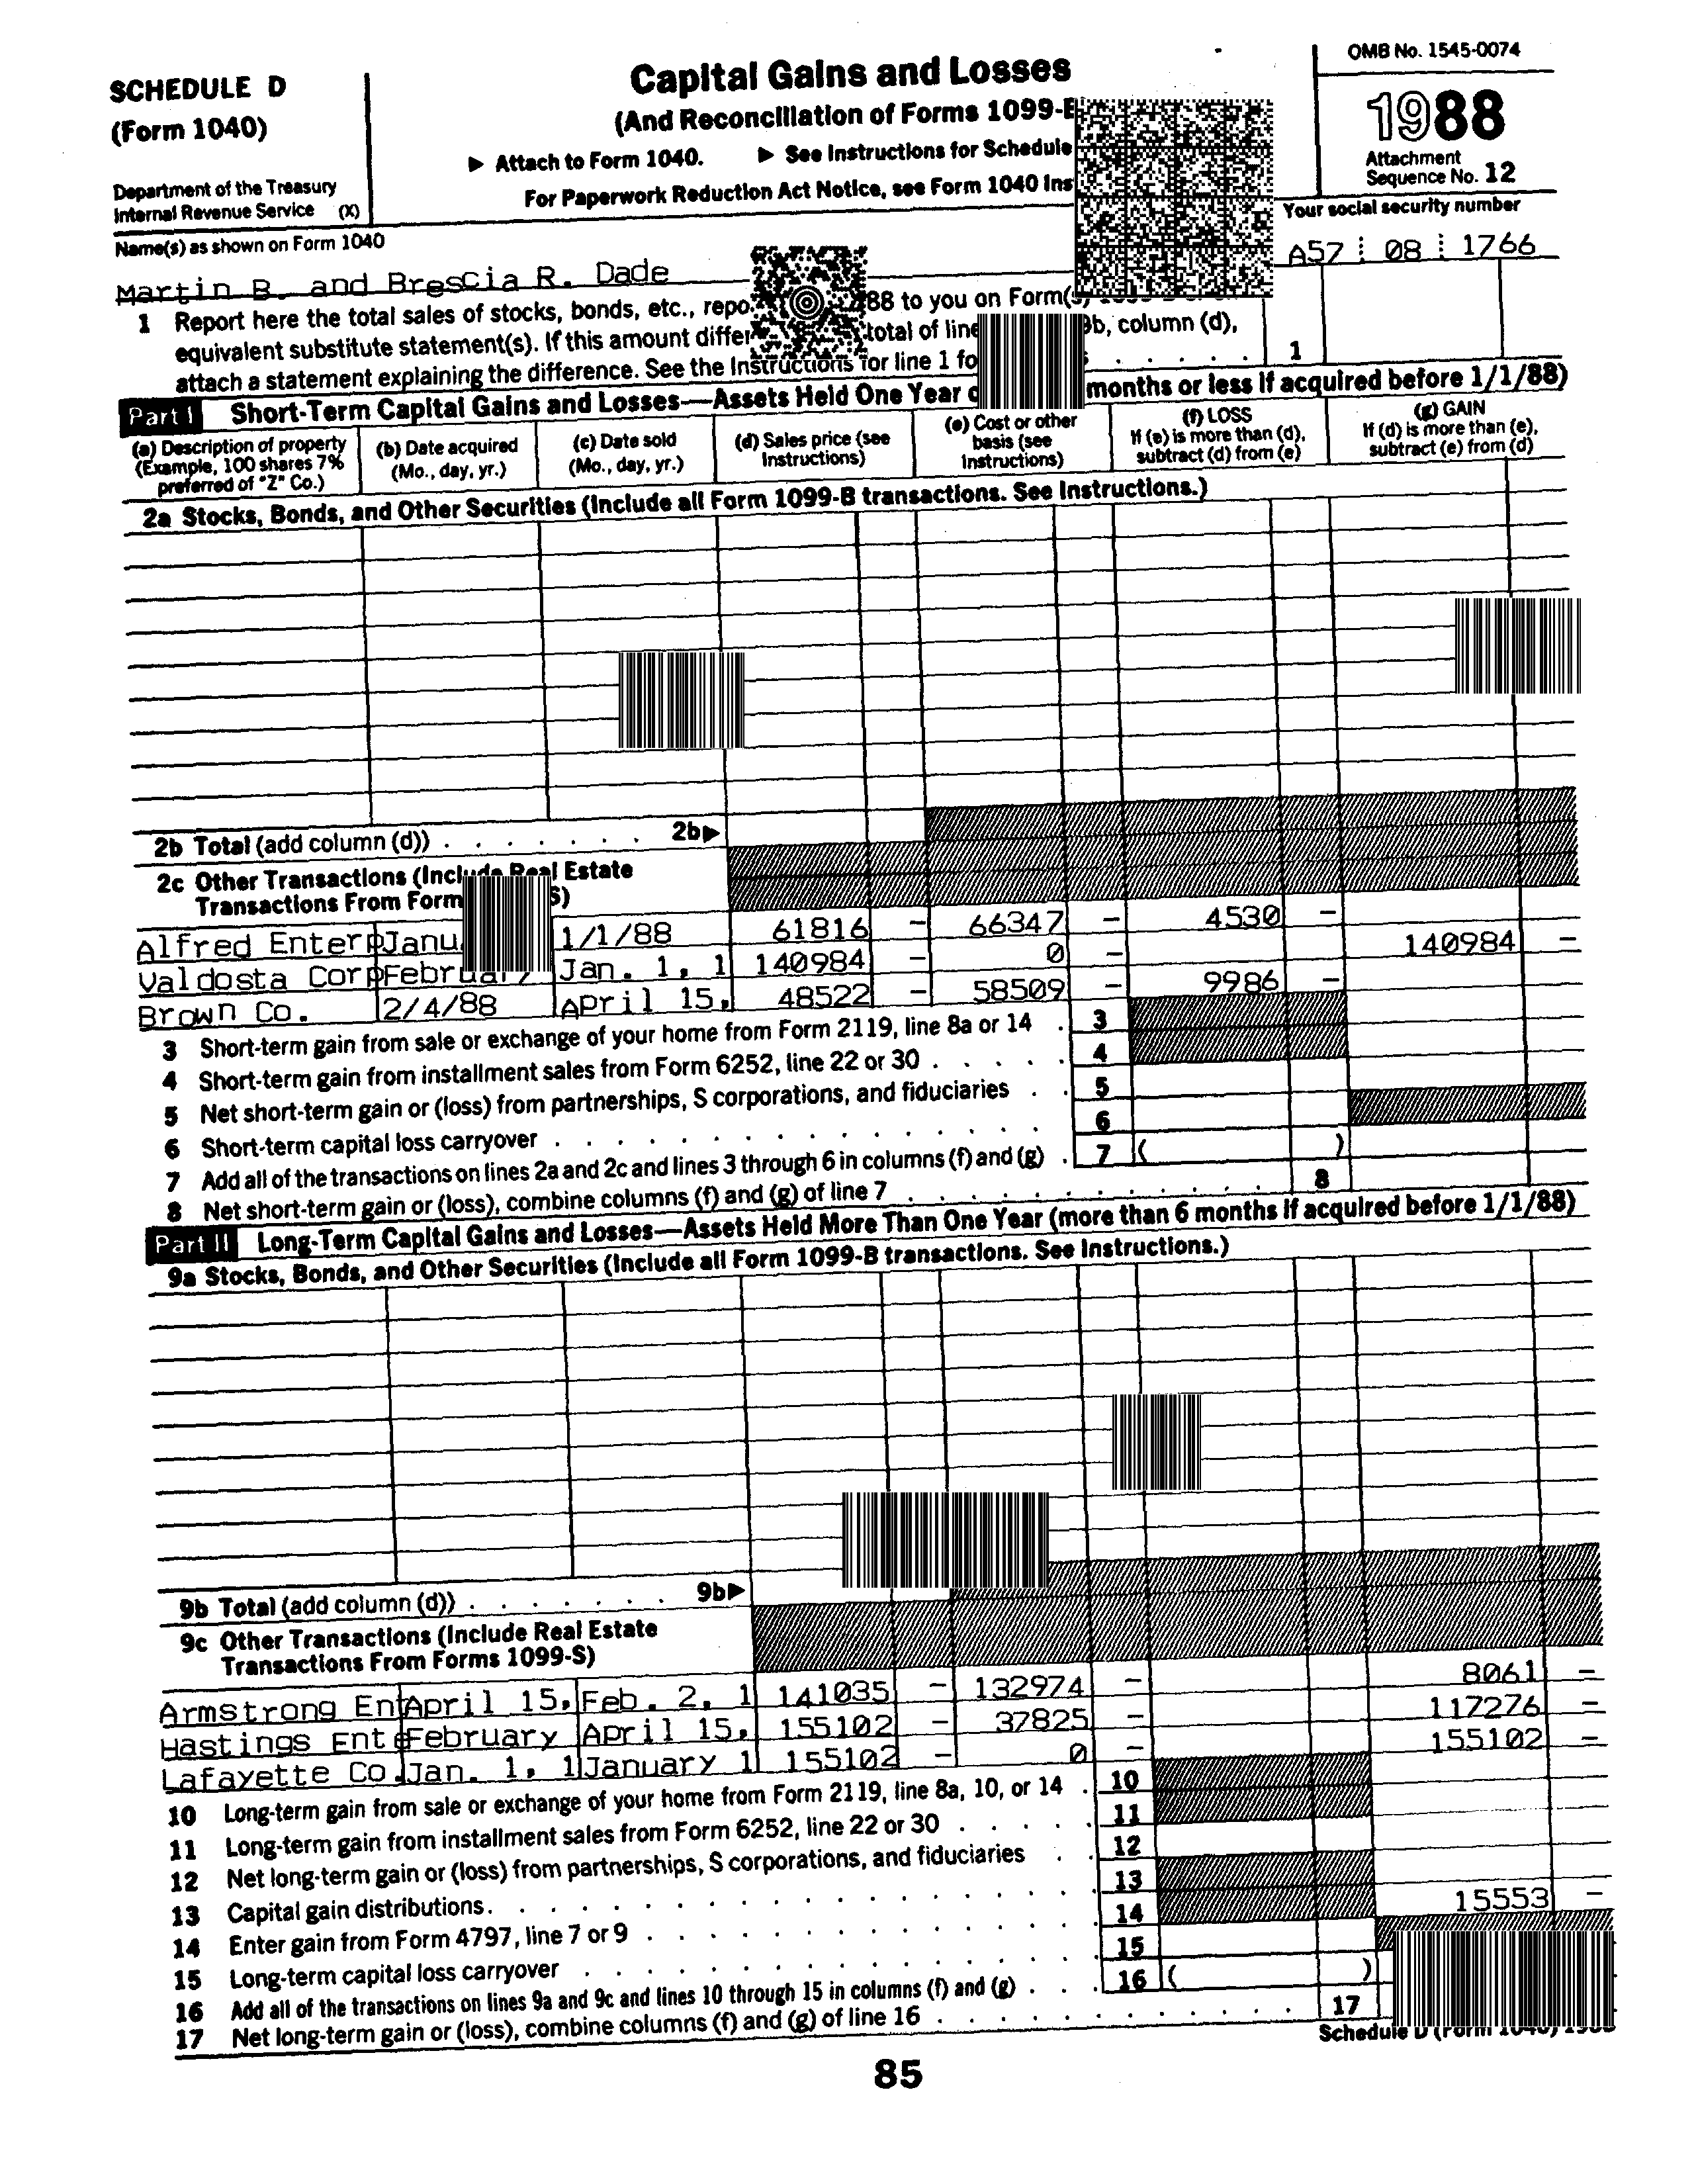 SCHEDULE D
(Form 1040)
Department of the Treasury
Internal Revenue Service (X)
Capital Gains and Losses
(And Reconciliation of Forms 1099-B
▶ Attach to Form 1040. ▶ See Instructions for Schedule
For Paperwork Reduction Act Notice, see Form 1040 Ins
OMB No. 1545-0074
1988
Attachment
Sequence No. 12
Name(s) as shown on Form 1040
Your social security number
Martin B. and Brescia R. Dade
A57 08 1766
1 Report here the total sales of stocks, bonds, etc., repo 88 to you on Form(s)
equivalent substitute statement(s). If this amount differ total of line 9b, column (d),
attach a statement explaining the difference. See the Instructions for line 1 fo . . . . . 1
Part I Short-Term Capital Gains and Losses—Assets Held One Year months or less if acquired before 1/1/88)
(a) Description of property (Example, 100 shares 7% preferred of "Z" Co.)
(b) Date acquired (Mo., day, yr.)
(c) Date sold (Mo., day, yr.)
(d) Sales price (see Instructions)
(e) Cost or other basis (see Instructions)
(f) LOSS If (e) is more than (d), subtract (d) from (e)
(g) GAIN If (d) is more than (e), subtract (e) from (d)
2a Stocks, Bonds, and Other Securities (Include all Form 1099-B transactions. See Instructions.)
2b Total (add column (d)) . . . . . . . 2b▶
2c Other Transactions (Include Real Estate
Transactions From Form S)
Alfred Enterp Janu 1/1/88 61816 – 66347 – 4530 –
Valdosta Corp February Jan. 1, 1 140984 – 0 – 140984 –
Brown Co. 2/4/88 April 15, 48522 – 58509 – 9986 –
3 Short-term gain from sale or exchange of your home from Form 2119, line 8a or 14 . 3
4 Short-term gain from installment sales from Form 6252, line 22 or 30 . . . . . 4
5 Net short-term gain or (loss) from partnerships, S corporations, and fiduciaries . . 5
6 Short-term capital loss carryover . . . . . . . . . . . . . . . 6
7 Add all of the transactions on lines 2a and 2c and lines 3 through 6 in columns (f) and (g) . 7 ( )
8 Net short-term gain or (loss), combine columns (f) and (g) of line 7 . . . . . . . . . . . . 8
Part II Long-Term Capital Gains and Losses—Assets Held More Than One Year (more than 6 months if acquired before 1/1/88)
9a Stocks, Bonds, and Other Securities (Include all Form 1099-B transactions. See Instructions.)
9b Total (add column (d)) . . . . . . . 9b▶
9c Other Transactions (Include Real Estate
Transactions From Forms 1099-S)
Armstrong Ent April 15, Feb. 2, 1 141035 – 132974 – 8061 –
Hastings Ente February April 15, 155102 – 37825 – 117276 –
Lafayette Co. Jan. 1, 1 January 1 155102 – 0 – 155102 –
10 Long-term gain from sale or exchange of your home from Form 2119, line 8a, 10, or 14 . 10
11 Long-term gain from installment sales from Form 6252, line 22 or 30 . . . . . 11
12 Net long-term gain or (loss) from partnerships, S corporations, and fiduciaries . . 12
13 Capital gain distributions . . . . . . . . . . . . . . . . . 13
14 Enter gain from Form 4797, line 7 or 9 . . . . . . . . . . . . . 14 15553 –
15 Long-term capital loss carryover . . . . . . . . . . . . . . . 15
16 Add all of the transactions on lines 9a and 9c and lines 10 through 15 in columns (f) and (g) . . . 16 ( )
17 Net long-term gain or (loss), combine columns (f) and (g) of line 16 . . . . . . . . . . . 17
Schedule D (Form 1040) 1988
85